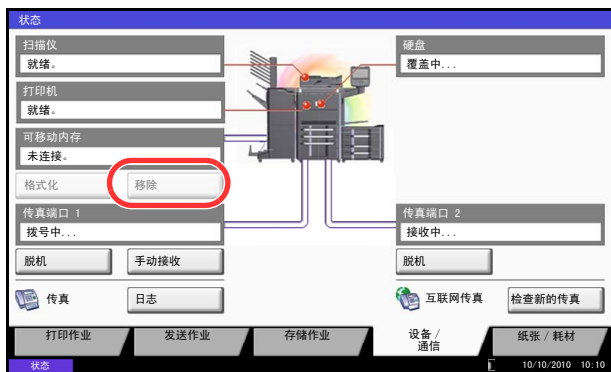 状态
扫描仪
就绪。
硬盘
覆盖中...
打印机
就绪。
可移动内存
未连接。
格式化
移除
传真端口 1
拨号中...
传真端口 2
接收中...
脱机
手动接收
脱机
传真
日志
互联网传真
检查新的传真
打印作业
发送作业
存储作业
设备 /
通信
纸张 / 耗材
状态
10/10/2010 10:10